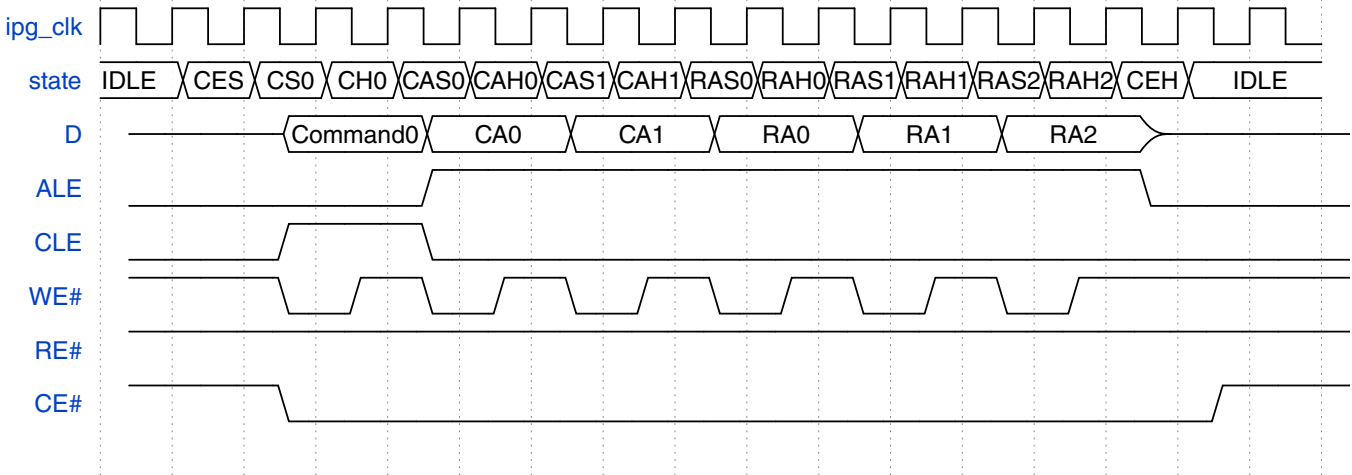 ipg_clk
state IDLE CES CS0 CH0 CAS0 CAH0 CAS1 CAH1 RAS0 RAH0 RAS1 RAH1 RAS2 RAH2 CEH IDLE
D Command0 CA0 CA1 RA0 RA1 RA2
ALE
CLE
WE#
RE#
CE#